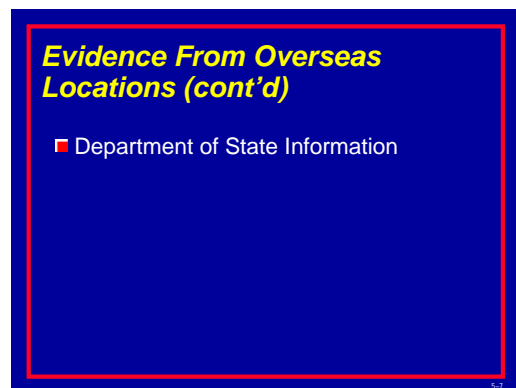 Evidence From Overseas
Locations (cont'd)
Department of State Information
5–7